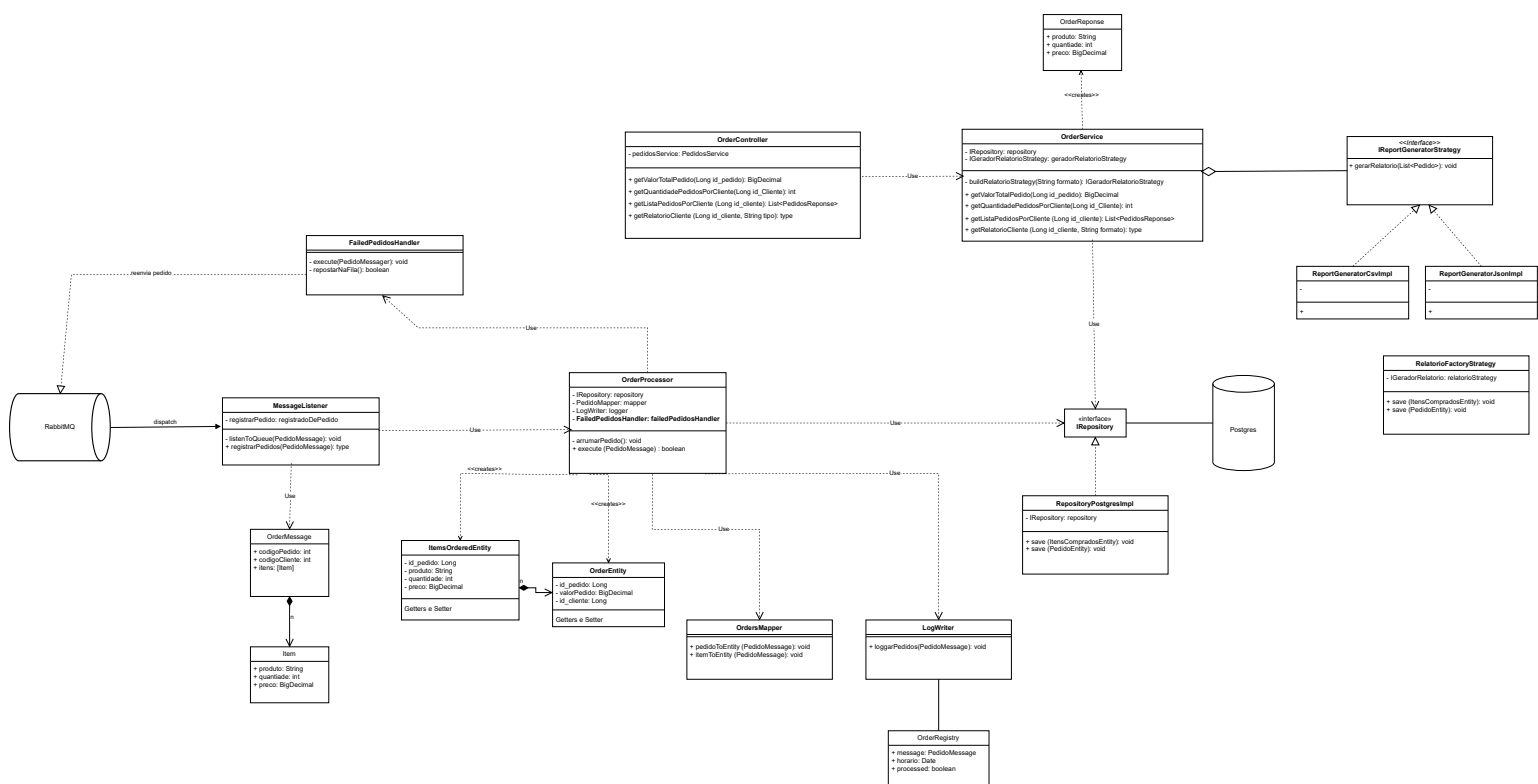 OrderReponse
+ produto: String
+ quantiade: int
+ preco: BigDecimal
<<creates>>
OrderController
- pedidosService: PedidosService
+ getValorTotalPedido(Long id_pedido): BigDecimal
+ getQuantidadePedidosPorCliente(Long id_Cliente): int
+ getListaPedidosPorCliente (Long id_cliente): List<PedidosReponse>
+ getRelatorioCliente (Long id_cliente, String tipo): type
Use
OrderService
- IRepository: repository
- IGeradorRelatorioStrategy: geradorRelatorioStrategy
- buildRelatorioStrategy(String formato): IGeradorRelatorioStrategy
+ getValorTotalPedido(Long id_pedido): BigDecimal
+ getQuantidadePedidosPorCliente(Long id_Cliente): int
+ getListaPedidosPorCliente (Long id_cliente): List<PedidosReponse>
+ getRelatorioCliente (Long id_cliente, String formato): type
<<Interface>>
IReportGeneratorStrategy
+ gerarRelatorio(List<Pedido>): void
ReportGeneratorCsvImpl
-
+
ReportGeneratorJsonImpl
-
+
FailedPedidosHandler
- execute(PedidoMessager): void
- repostarNaFila(): boolean
reenvia pedido
Use
Use
RelatorioFactoryStrategy
- IGeradorRelatorio: relatorioStrategy
+ save (ItensCompradosEntity): void
+ save (PedidoEntity): void
RabbitMQ
dispatch
MessageListener
- registrarPedido: registradoDePedido
- listenToQueue(PedidoMessage): void
+ registrarPedidos(PedidoMessage): type
Use
OrderProcessor
- IRepository: repository
- PedidoMapper: mapper
- LogWriter: logger
- FailedPedidosHandler: failedPedidosHandler
- arrumarPedido(): void
+ execute (PedidoMessage) : boolean
Use
«interface»
IRepository
Postgres
<<creates>>
Use
Use
<<creates>>
Use
RepositoryPostgresImpl
- IRepository: repository
+ save (ItensCompradosEntity): void
+ save (PedidoEntity): void
OrderMessage
+ codigoPedido: int
+ codigoCliente: int
+ itens: [Item]
n
Item
+ produto: String
+ quantiade: int
+ preco: BigDecimal
ItemsOrderedEntity
- id_pedido: Long
- produto: String
- quantidade: int
- preco: BigDecimal
Getters e Setter
n
OrderEntity
- id_pedido: Long
- valorPedido: BigDecimal
- id_cliente: Long
Getters e Setter
OrdersMapper
+ pedidoToEntity (PedidoMessage): void
+ itemToEntity (PedidoMessage): void
LogWriter
+ loggarPedidos(PedidoMessage): void
OrderRegistry
+ message: PedidoMessage
+ horario: Date
+ processed: boolean